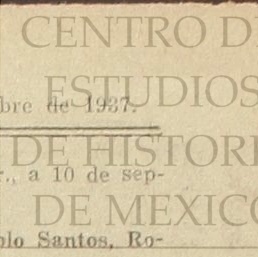 CENTRO DE
ESTUDIOS
bre de 1937.
DE HISTORI
r., a 10 de sep-
DE MEXICO
blo Santos, Ro-